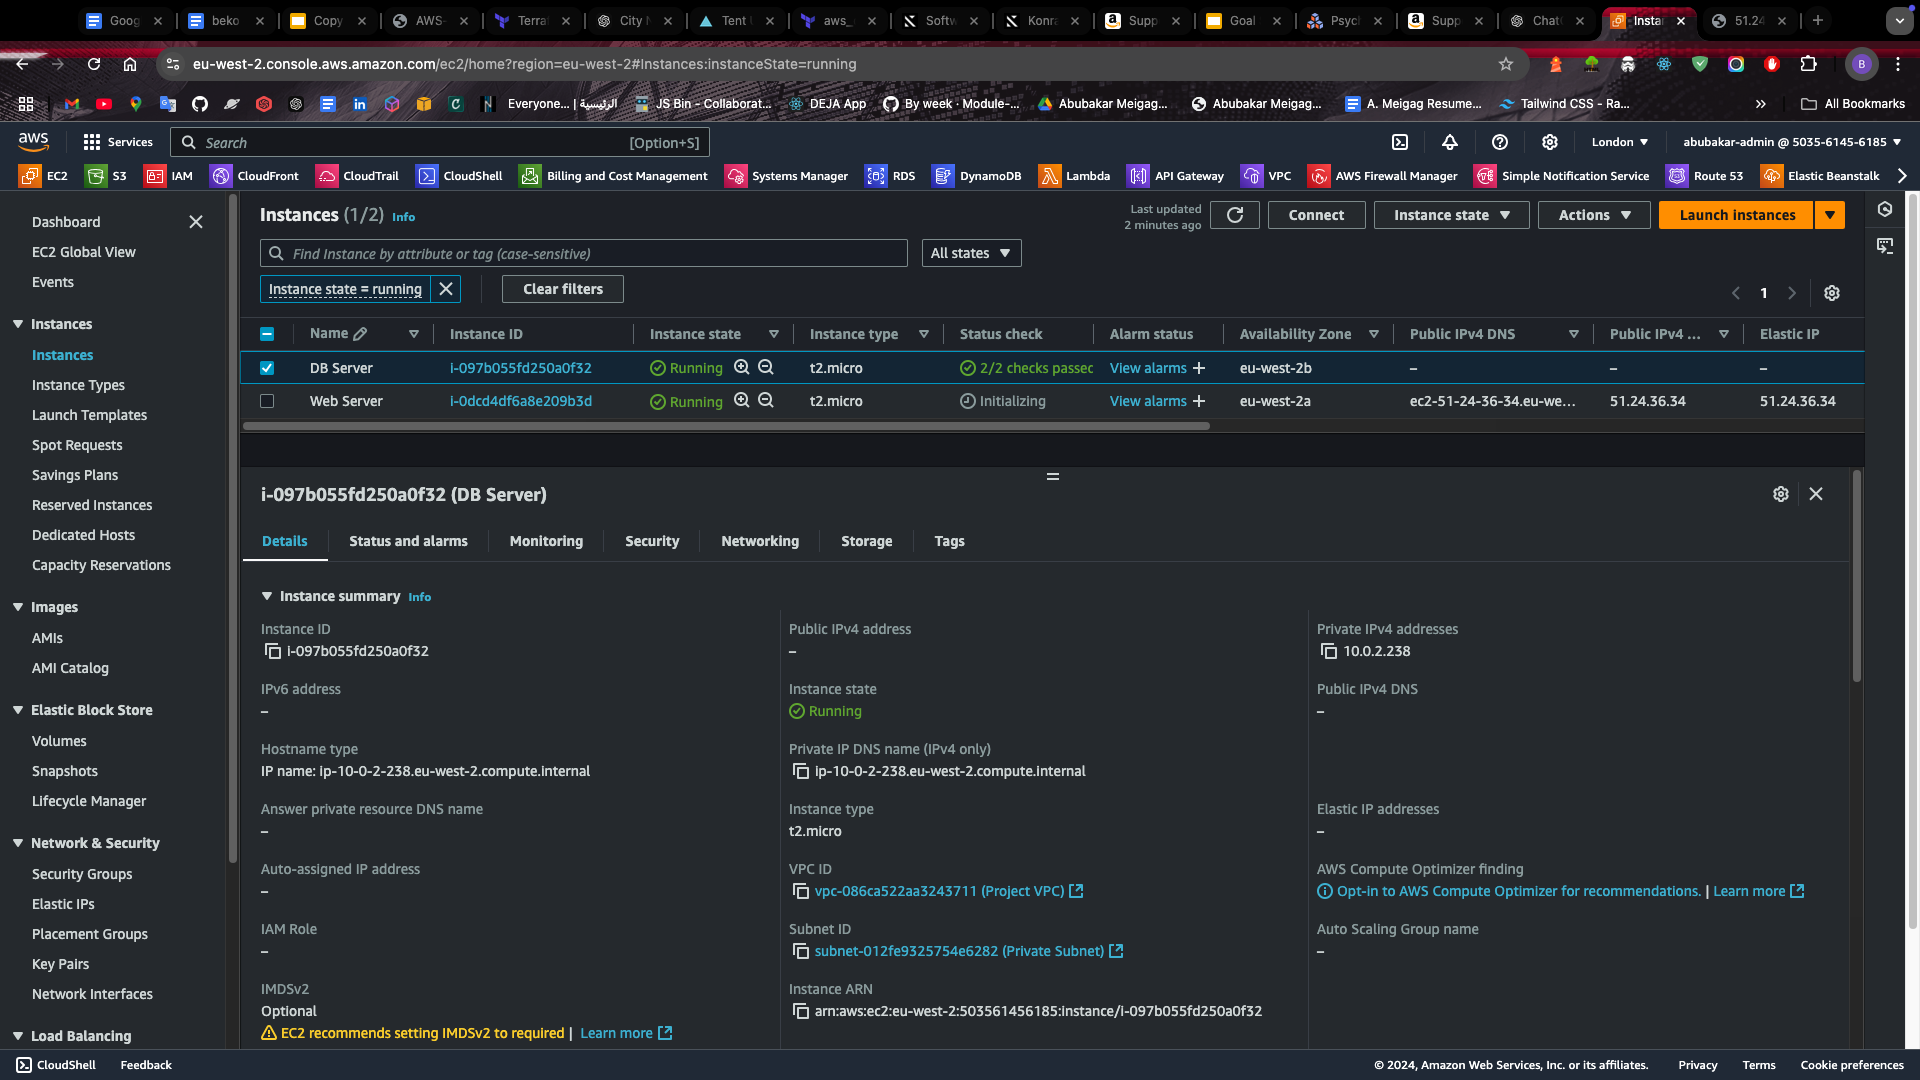 Goog
beko
Copy
AWS-
Terra
City N
Tent U
aws_
Softw
Konra
Supp
Goal
Psych
Supp
Chat
Instan
51.24
eu-west-2.console.aws.amazon.com/ec2/home?region=eu-west-2#Instances:instanceState=running
B
Everyone... | الرئيسية
JS Bin - Collaborat...
DEJA App
By week · Module-...
Abubakar Meigag...
Abubakar Meigag...
A. Meigag Resume...
Tailwind CSS - Ra...
»
All Bookmarks
aws
Services
Search
[Option+S]
London
abubakar-admin @ 5035-6145-6185
EC2
S3
IAM
CloudFront
CloudTrail
CloudShell
Billing and Cost Management
Systems Manager
RDS
DynamoDB
Lambda
API Gateway
VPC
AWS Firewall Manager
Simple Notification Service
Route 53
Elastic Beanstalk
Dashboard
EC2 Global View
Events
Instances
Instances
Instance Types
Launch Templates
Spot Requests
Savings Plans
Reserved Instances
Dedicated Hosts
Capacity Reservations
Images
AMIs
AMI Catalog
Elastic Block Store
Volumes
Snapshots
Lifecycle Manager
Network & Security
Security Groups
Elastic IPs
Placement Groups
Key Pairs
Network Interfaces
Load Balancing
Instances (1/2) Info
Last updated
2 minutes ago
Connect
Instance state
Actions
Launch instances
Find Instance by attribute or tag (case-sensitive)
All states
Instance state = running
Clear filters
1
Name Instance ID Instance state Instance type Status check Alarm status Availability Zone Public IPv4 DNS Public IPv4 ... Elastic IP
DB Server i-097b055fd250a0f32 Running t2.micro 2/2 checks passed View alarms + eu-west-2b – – –
Web Server i-0dcd4df6a8e209b3d Running t2.micro Initializing View alarms + eu-west-2a ec2-51-24-36-34.eu-we... 51.24.36.34 51.24.36.34
i-097b055fd250a0f32 (DB Server)
Details Status and alarms Monitoring Security Networking Storage Tags
Instance summary Info
Instance ID
i-097b055fd250a0f32
Public IPv4 address
–
Private IPv4 addresses
10.0.2.238
IPv6 address
–
Instance state
Running
Public IPv4 DNS
–
Hostname type
IP name: ip-10-0-2-238.eu-west-2.compute.internal
Private IP DNS name (IPv4 only)
ip-10-0-2-238.eu-west-2.compute.internal
Answer private resource DNS name
–
Instance type
t2.micro
Elastic IP addresses
–
Auto-assigned IP address
–
VPC ID
vpc-086ca522aa3243711 (Project VPC)
AWS Compute Optimizer finding
Opt-in to AWS Compute Optimizer for recommendations. | Learn more
IAM Role
–
Subnet ID
subnet-012fe9325754e6282 (Private Subnet)
Auto Scaling Group name
–
IMDSv2
Optional
EC2 recommends setting IMDSv2 to required | Learn more
Instance ARN
arn:aws:ec2:eu-west-2:503561456185:instance/i-097b055fd250a0f32
CloudShell
Feedback
© 2024, Amazon Web Services, Inc. or its affiliates.
Privacy
Terms
Cookie preferences